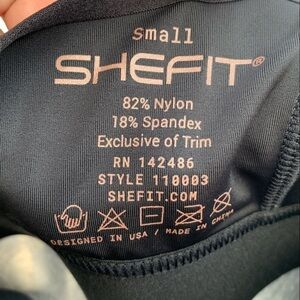 small
SHEFIT®
82% Nylon
18% Spandex
Exclusive of Trim
RN 142486
STYLE 110003
SHEFIT.COM
DESIGNED IN USA / MADE IN CHINA